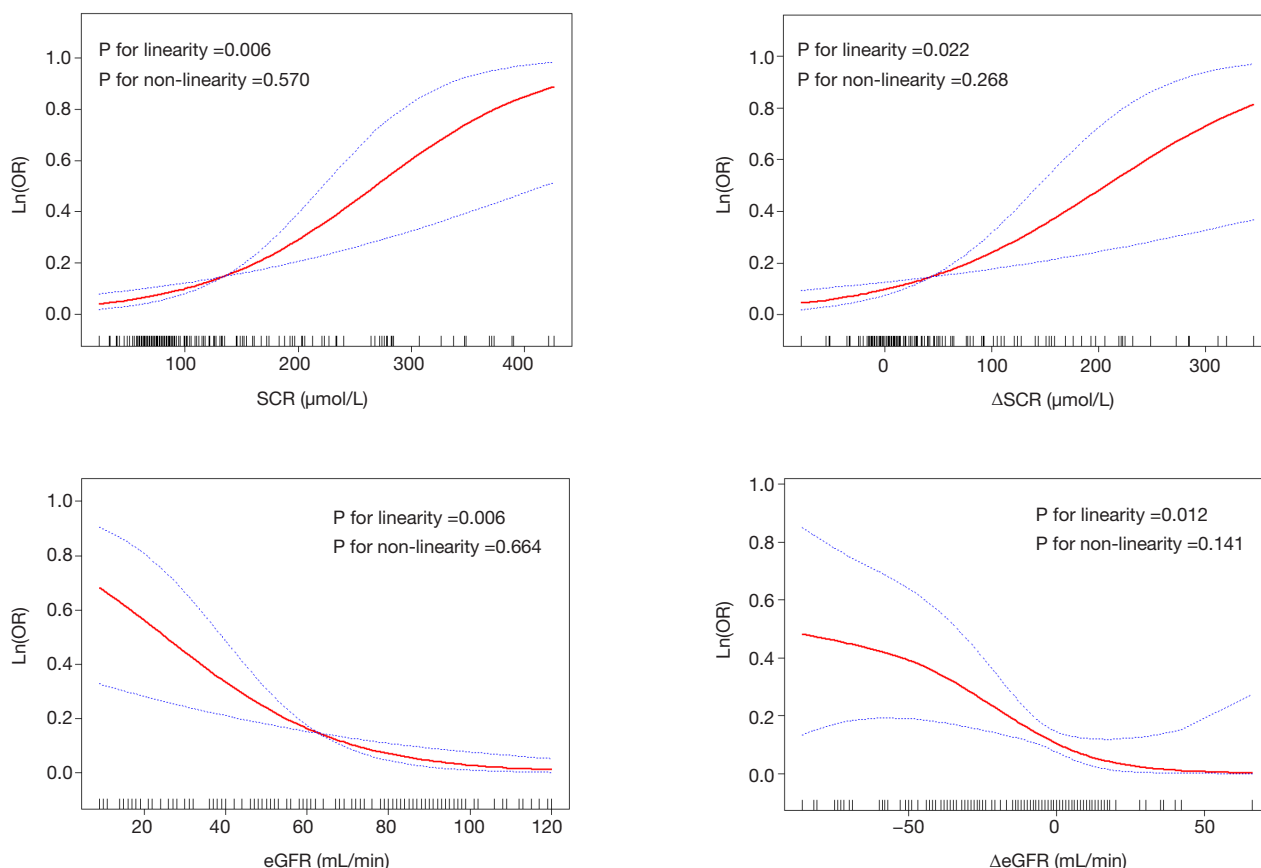 P for linearity =0.006
P for non-linearity =0.570
1.0
0.8
0.6
0.4
0.2
0.0
Ln(OR)
100
200
300
400
SCR (µmol/L)
P for linearity =0.022
P for non-linearity =0.268
1.0
0.8
0.6
0.4
0.2
0.0
Ln(OR)
0
100
200
300
ΔSCR (µmol/L)
P for linearity =0.006
P for non-linearity =0.664
1.0
0.8
0.6
0.4
0.2
0.0
Ln(OR)
20
40
60
80
100
120
eGFR (mL/min)
P for linearity =0.012
P for non-linearity =0.141
1.0
0.8
0.6
0.4
0.2
0.0
Ln(OR)
−50
0
50
ΔeGFR (mL/min)